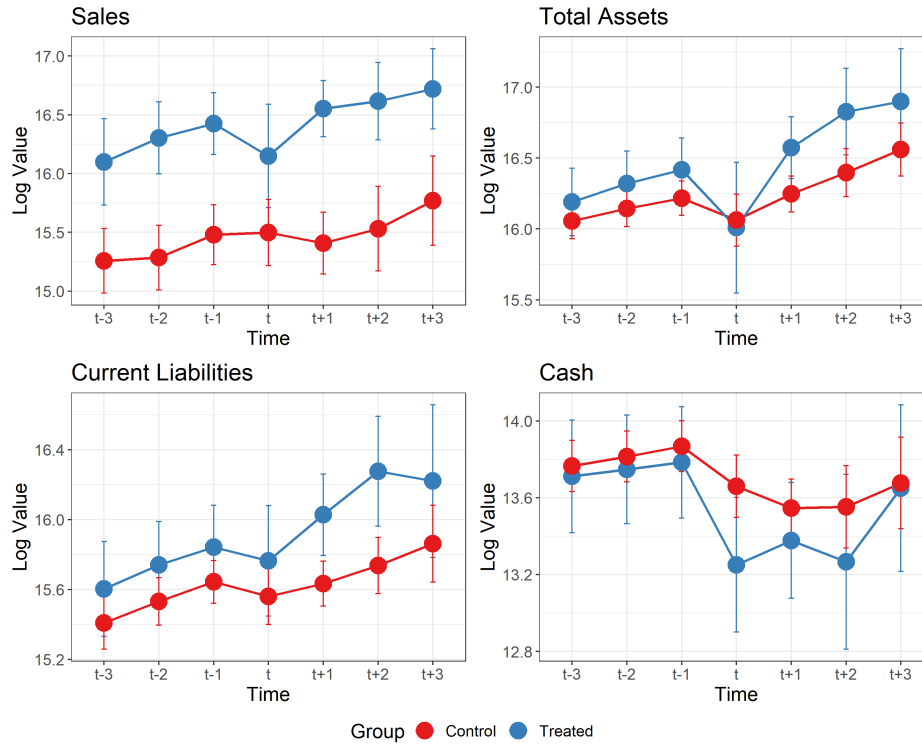 Sales
Log Value
17.0
16.5
16.0
15.5
15.0
t-3 t-2 t-1 t t+1 t+2 t+3
Time
Total Assets
Log Value
17.0
16.5
16.0
15.5
t-3 t-2 t-1 t t+1 t+2 t+3
Time
Current Liabilities
Log Value
16.4
16.0
15.6
15.2
t-3 t-2 t-1 t t+1 t+2 t+3
Time
Cash
Log Value
14.0
13.6
13.2
12.8
t-3 t-2 t-1 t t+1 t+2 t+3
Time
Group Control Treated